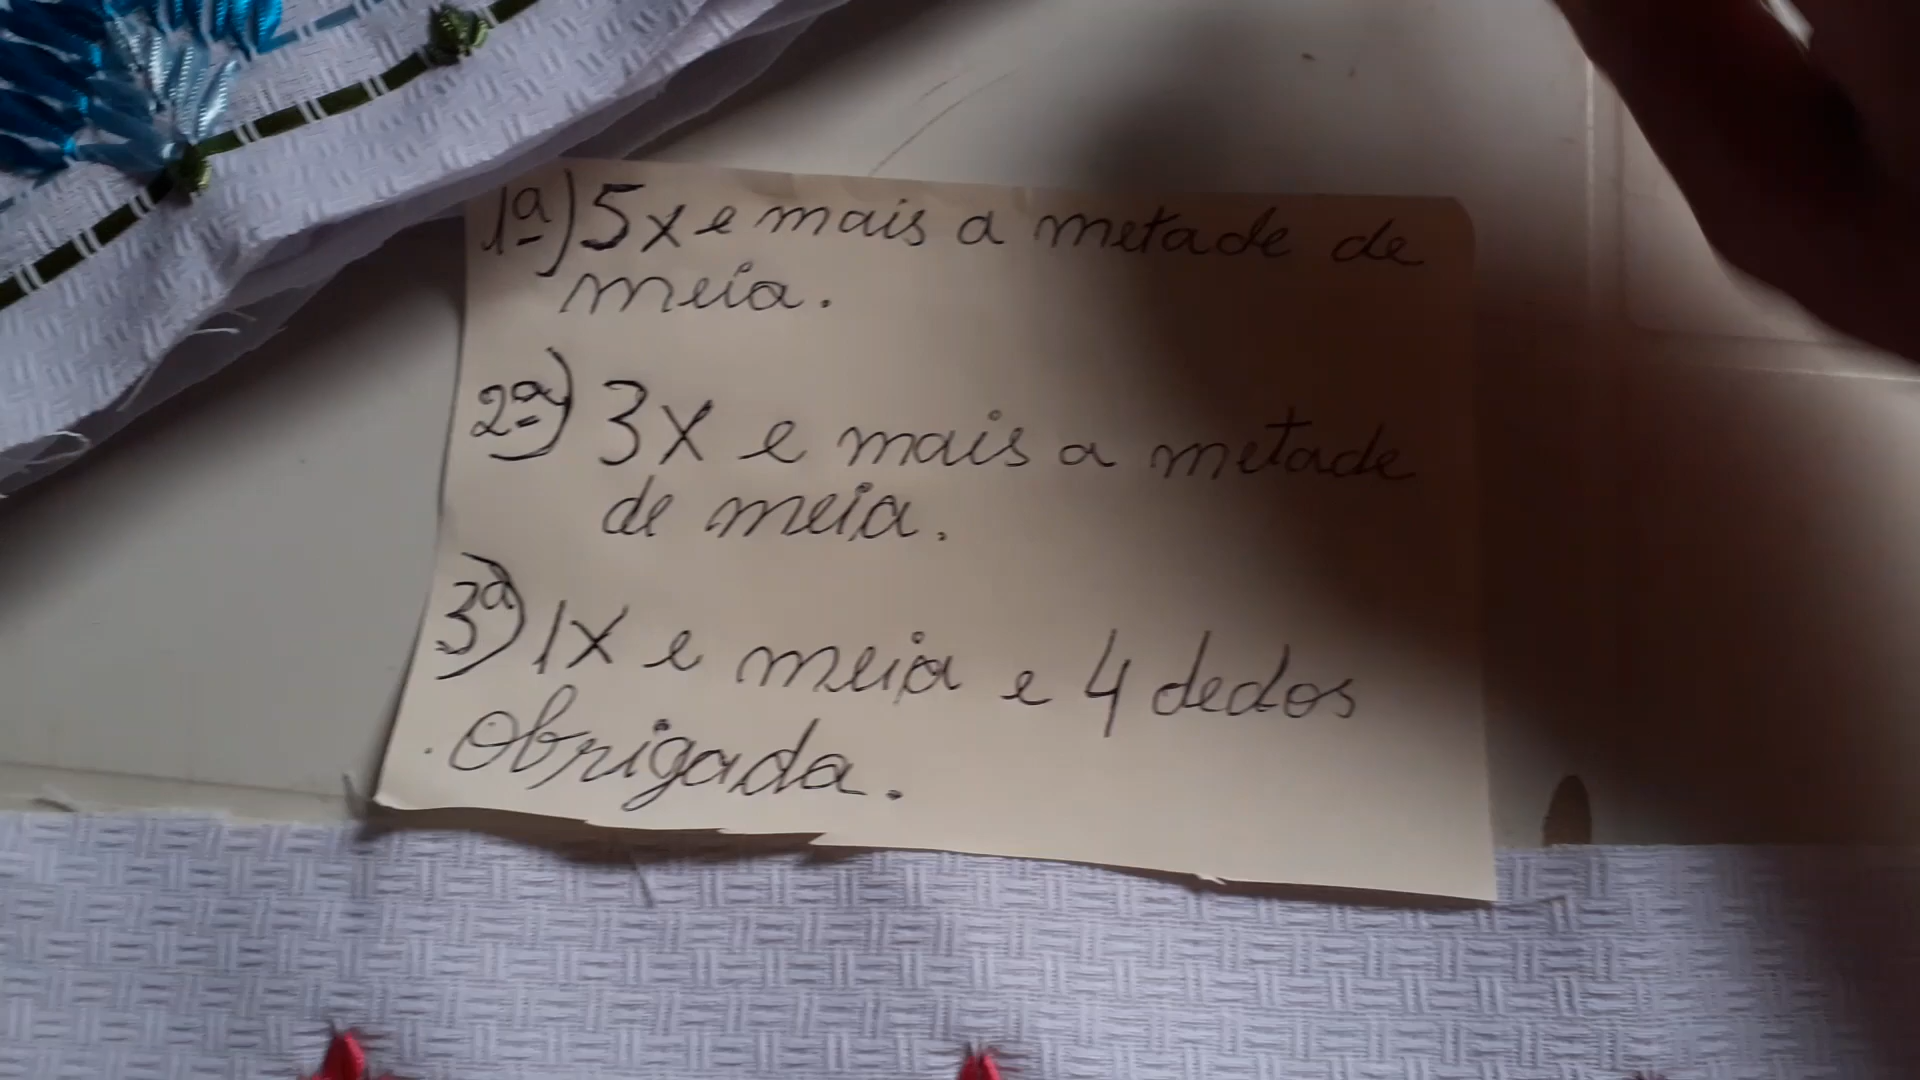 1ª) 5x e mais a metade de
meia.
2ª) 3x e mais a metade
de meia.
3ª) 1x e meia e 4 dedos
. Obrigada.